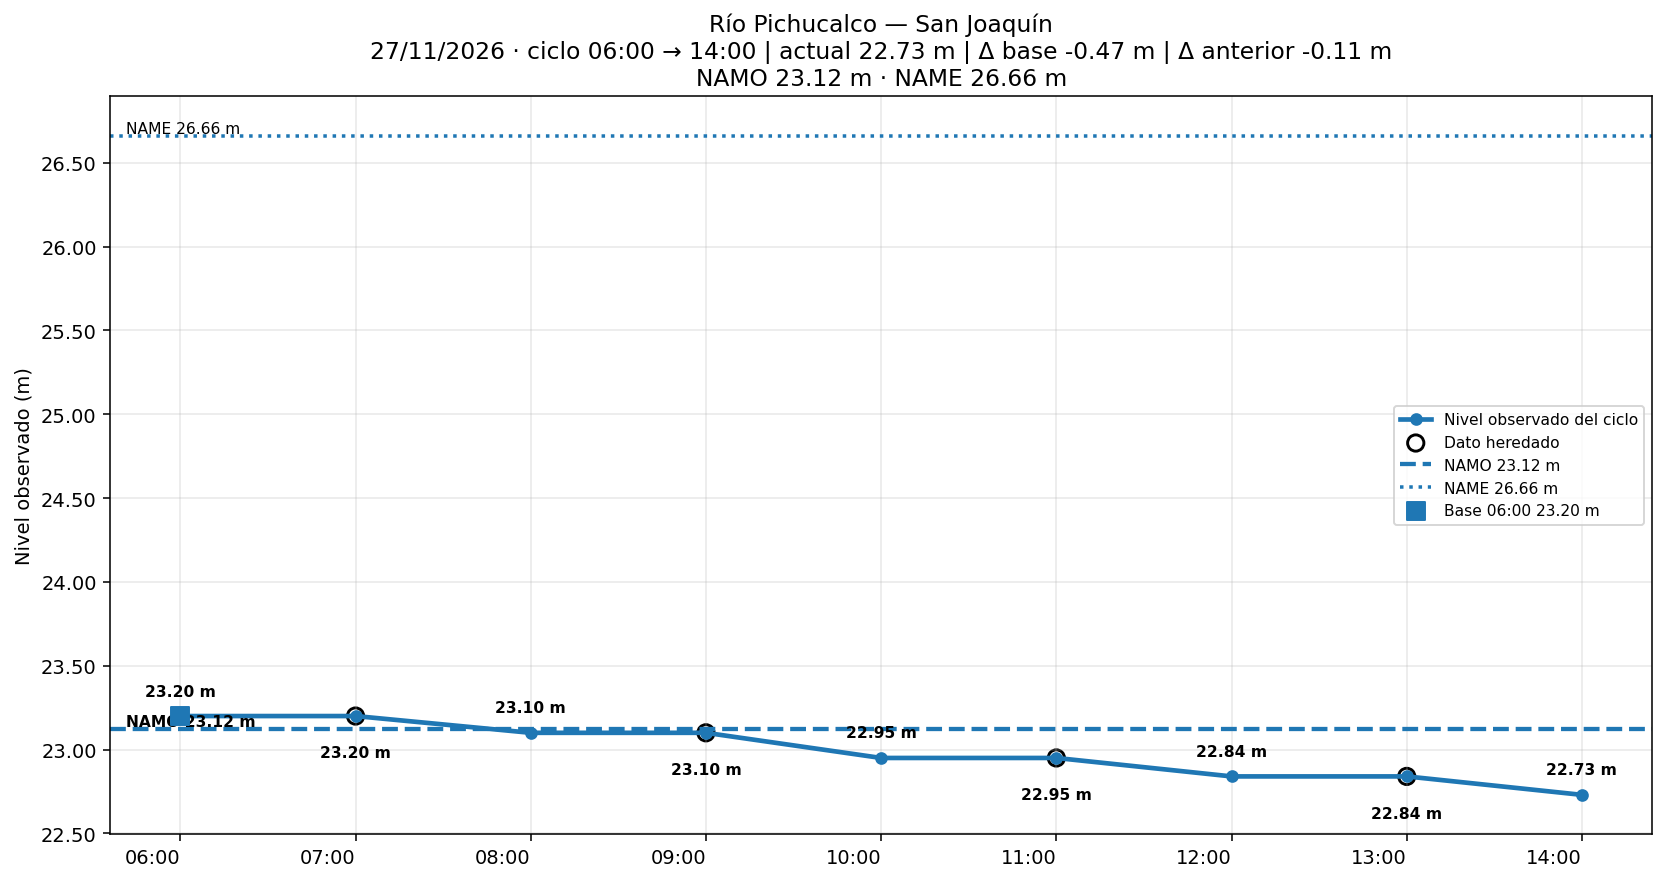 Río Pichucalco — San Joaquín
27/11/2026 · ciclo 06:00 → 14:00 | actual 22.73 m | Δ base -0.47 m | Δ anterior -0.11 m
NAMO 23.12 m · NAME 26.66 m
NAME 26.66 m
26.50
26.00
25.50
25.00
24.50
24.00
23.50
23.00
22.50
Nivel observado (m)
Nivel observado del ciclo
Dato heredado
NAMO 23.12 m
NAME 26.66 m
Base 06:00 23.20 m
23.20 m
NAMO 23.12 m
23.20 m
23.10 m
23.10 m
22.95 m
22.95 m
22.84 m
22.84 m
22.73 m
06:00
07:00
08:00
09:00
10:00
11:00
12:00
13:00
14:00